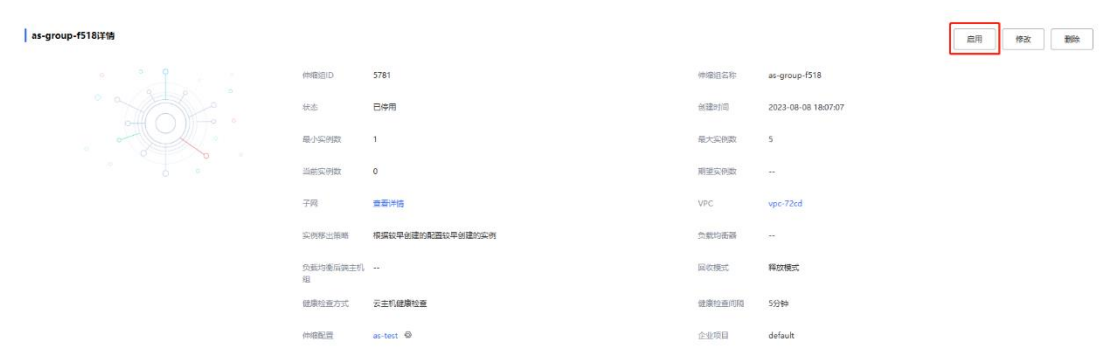 as-group-f518详情
启用 修改 删除
伸缩组ID 5781 伸缩组名称 as-group-f518
状态 已停用 创建时间 2023-08-08 18:07:07
最小实例数 1 最大实例数 5
当前实例数 0 期望实例数 --
子网 查看详情 VPC vpc-72cd
实例移出策略 根据较早创建的配置较早创建的实例 负载均衡器 --
负载均衡后端主机 -- 回收模式 释放模式
组
健康检查方式 云主机健康检查 健康检查间隔 5分钟
伸缩配置 as-test 企业项目 default